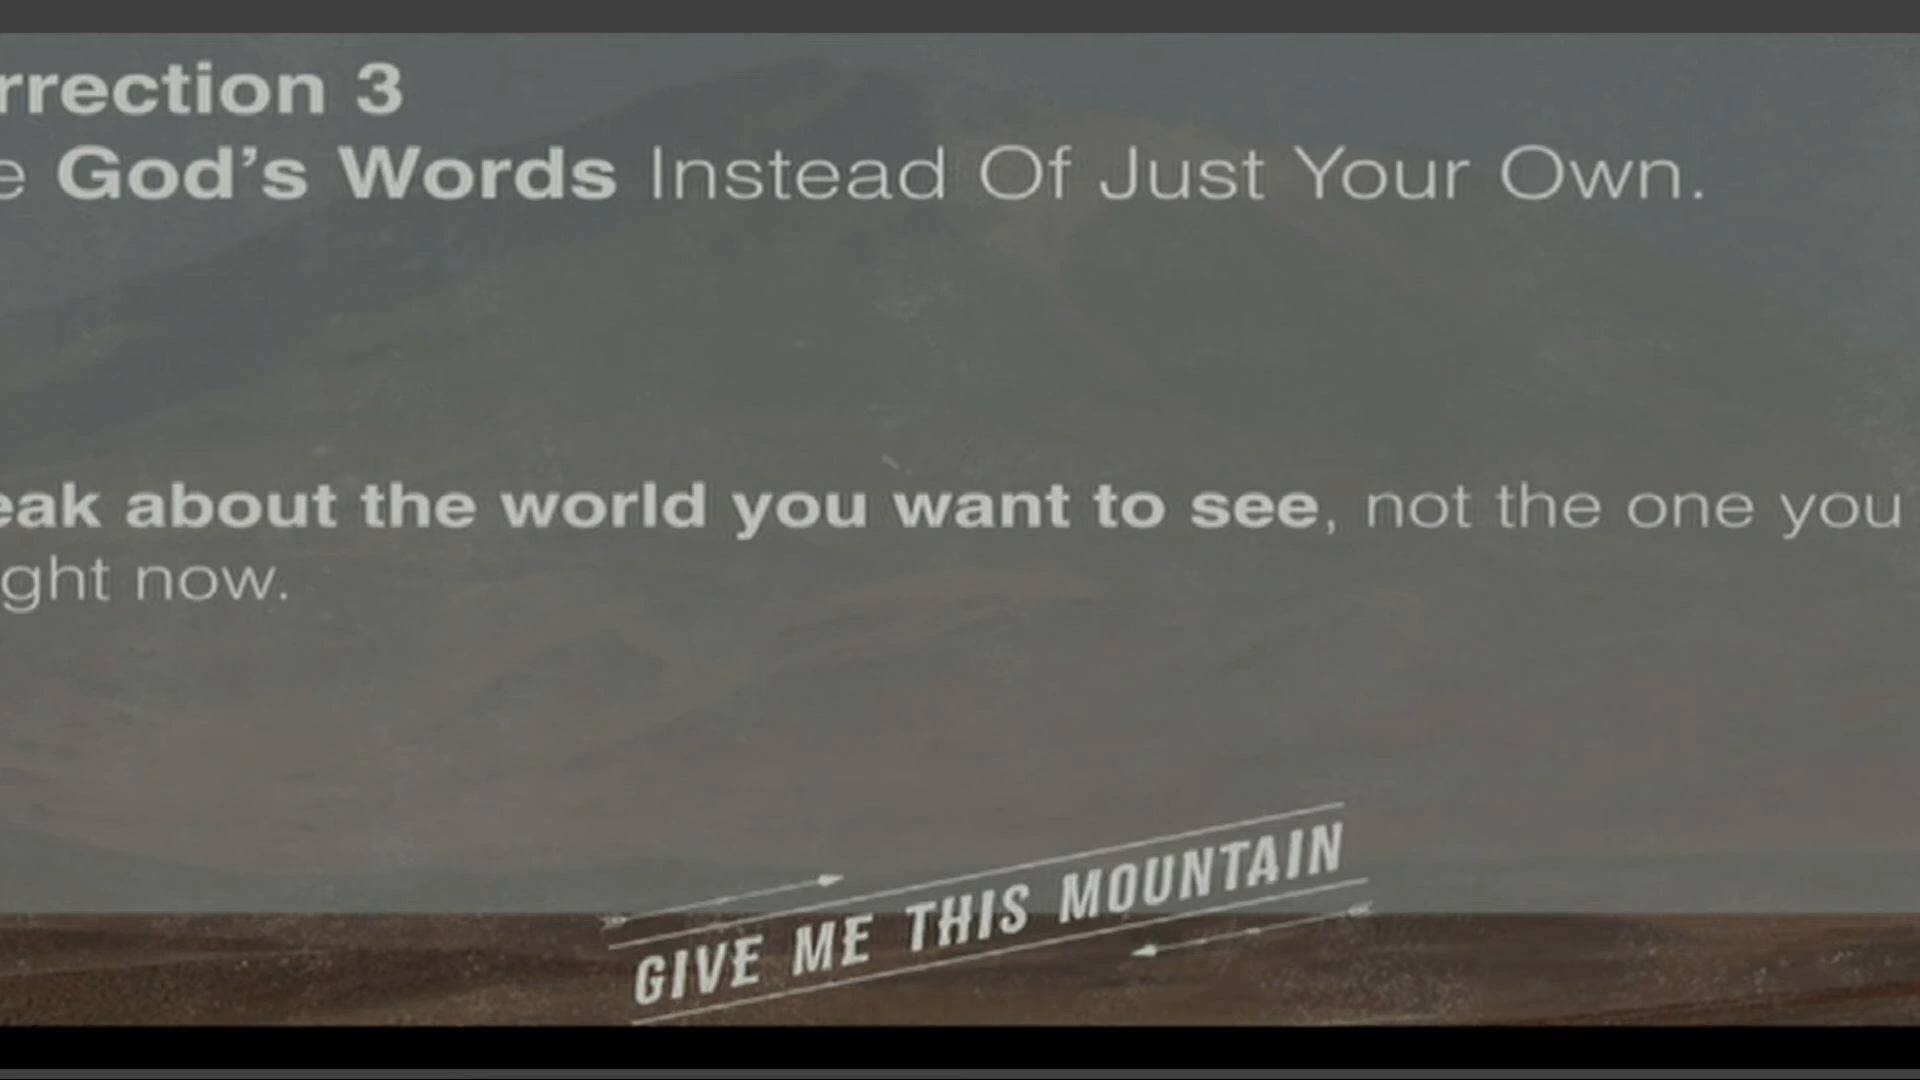 rrection 3
e God's Words Instead Of Just Your Own.
eak about the world you want to see, not the one you
ght now.
GIVE ME THIS MOUNTAIN